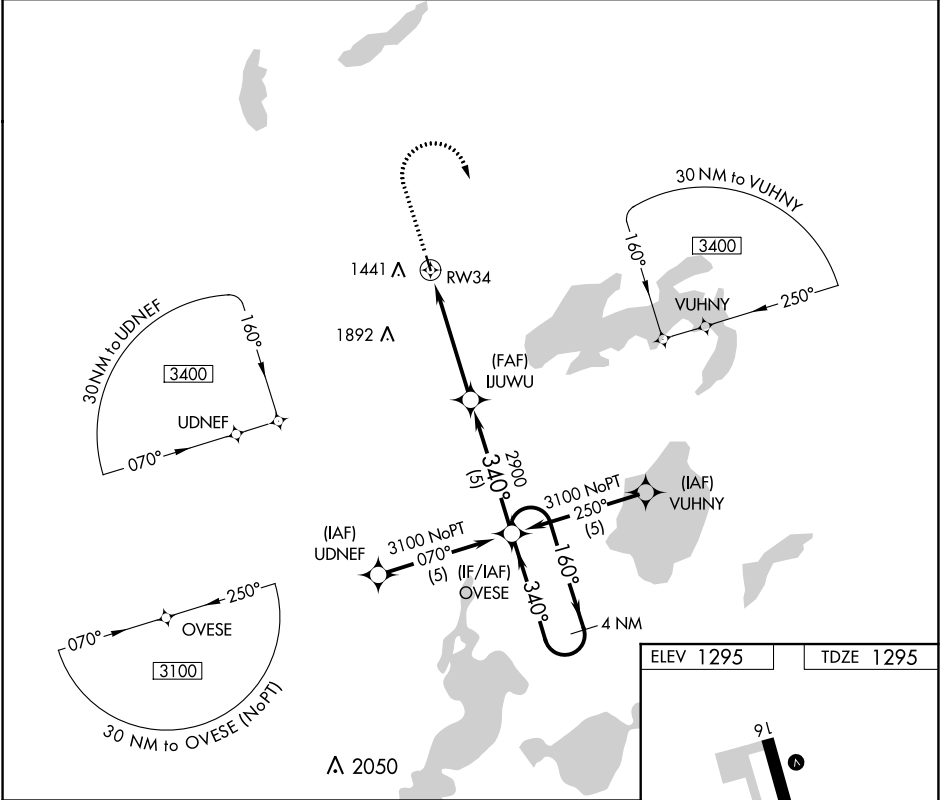 30 NM to VUHNY
160°
3400
VUHNY
250°
1441
RW34
1892
30 NM to UDNEF
160°
3400
UDNEF
070°
(FAF)
IJUWU
340°
(5)
2900
3100 NoPT
250°
(5)
(IAF)
VUHNY
(IAF)
UDNEF
3100 NoPT
070°
(5)
(IF/IAF)
OVESE
160°
340°
4 NM
070°
250°
OVESE
3100
30 NM to OVESE (NoPT)
2050
ELEV 1295
TDZE 1295
16
V